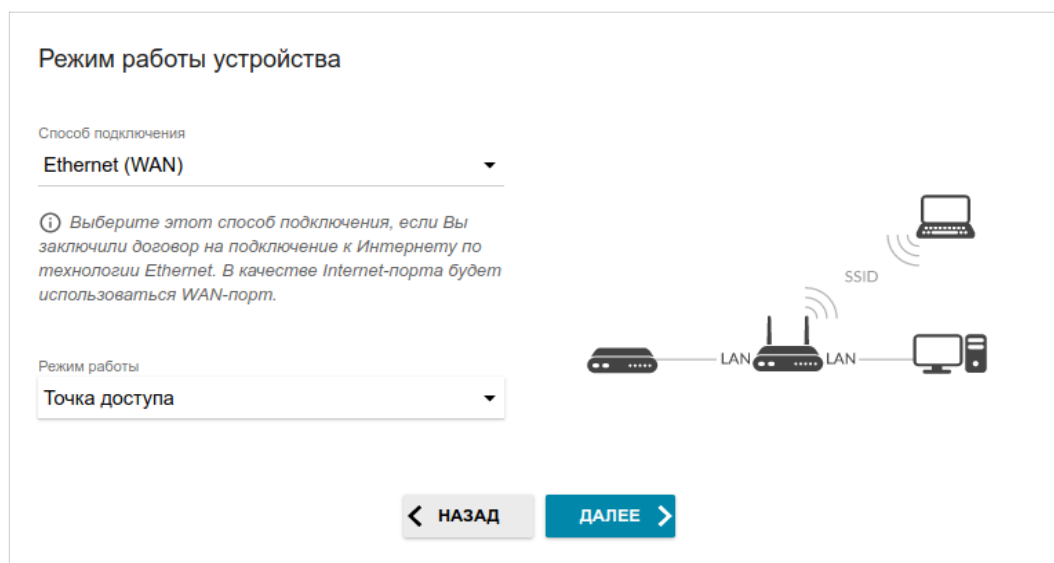 Режим работы устройства
Способ подключения
Ethernet (WAN)
Выберите этот способ подключения, если Вы
заключили договор на подключение к Интернету по
технологии Ethernet. В качестве Internet-порта будет
использоваться WAN-порт.
SSID
LAN
LAN
Режим работы
Точка доступа
НАЗАД
ДАЛЕЕ